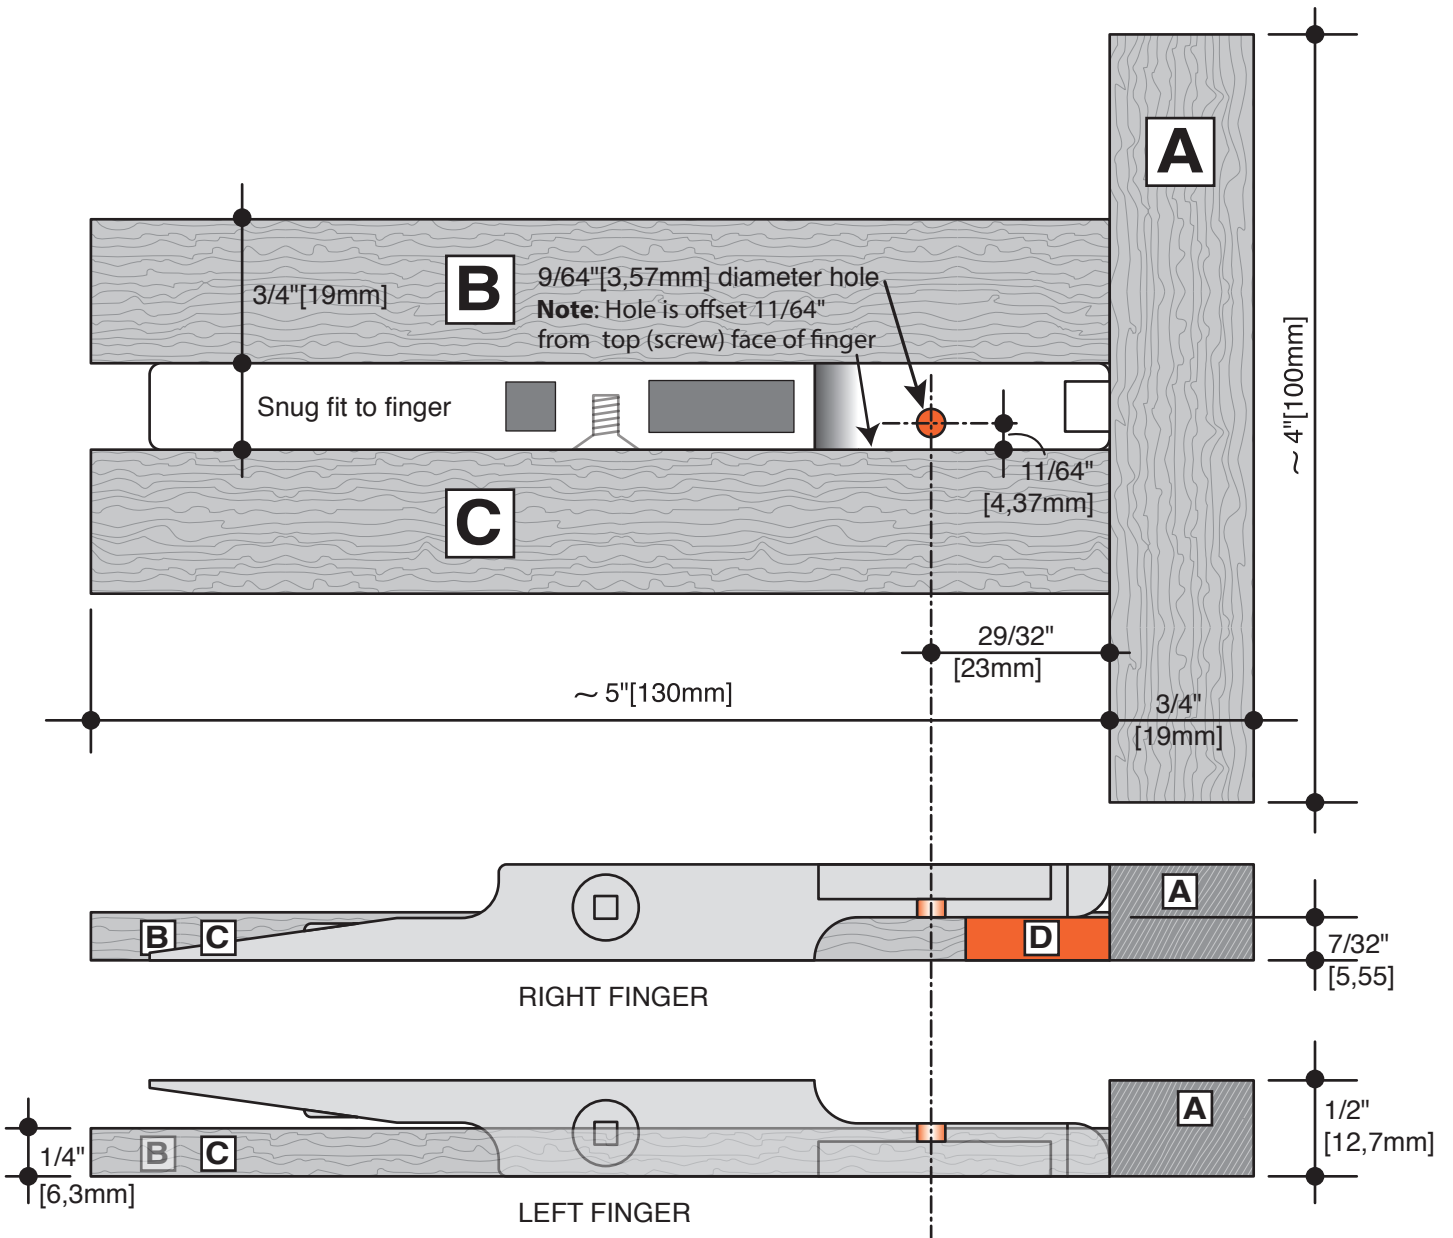 A
3/4"[19mm]
B
9/64"[3,57mm] diameter hole
Note: Hole is offset 11/64"
from top (screw) face of finger
~ 4"[100mm]
Snug fit to finger
11/64"
[4,37mm]
C
29/32"
[23mm]
~ 5"[130mm]
3/4"
[19mm]
A
B
C
D
7/32"
[5,55]
RIGHT FINGER
A
1/2"
[12,7mm]
B
C
1/4"
[6,3mm]
LEFT FINGER